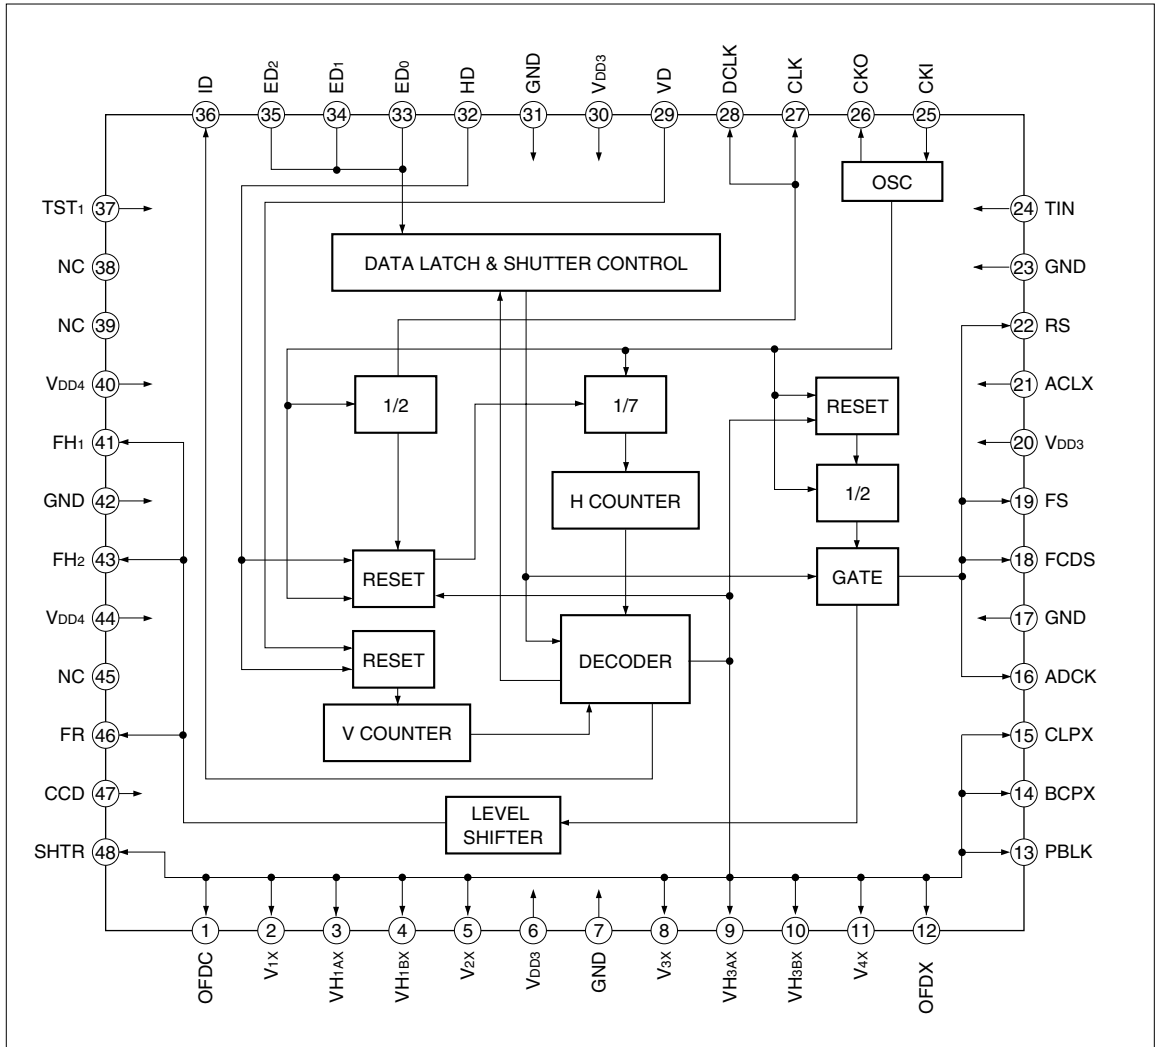 ID
ED2
ED1
ED0
HD
GND
VDD3
VD
DCLK
CLK
CKO
CKI
36
35
34
33
32
31
30
29
28
27
26
25
OSC
TST1
37
24
TIN
DATA LATCH & SHUTTER CONTROL
NC
38
23
GND
NC
39
22
RS
VDD4
40
21
ACLX
1/2
1/7
RESET
FH1
41
20
VDD3
GND
42
19
FS
H COUNTER
1/2
FH2
43
18
FCDS
RESET
GATE
VDD4
44
17
GND
NC
45
16
ADCK
RESET
DECODER
FR
46
15
CLPX
V COUNTER
CCD
47
14
BCPX
LEVEL
SHIFTER
SHTR
48
13
PBLK
1
2
3
4
5
6
7
8
9
10
11
12
OFDC
V1X
VH1AX
VH1BX
V2X
VDD3
GND
V3X
VH3AX
VH3BX
V4X
OFDX